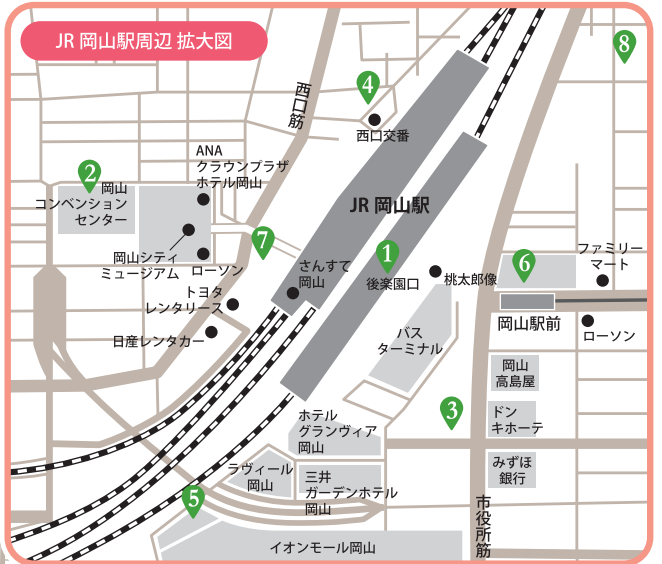 JR 岡山駅周辺 拡大図
8
西口筋
4
西口交番
ANA
クラウンプラザ
ホテル岡山
2
岡山
コンベンション
センター
JR 岡山駅
岡山シティ
ミュージアム
ローソン
7
さんすて
岡山
1
後楽園口
桃太郎像
6
ファミリー
マート
トヨタ
レンタリース
日産レンタカー
岡山駅前
ローソン
バス
ターミナル
岡山
高島屋
3
ドン
キホーテ
ホテル
グランヴィア
岡山
みずほ
銀行
ラヴィール
岡山
三井
ガーデンホテル
岡山
5
市役所筋
イオンモール岡山